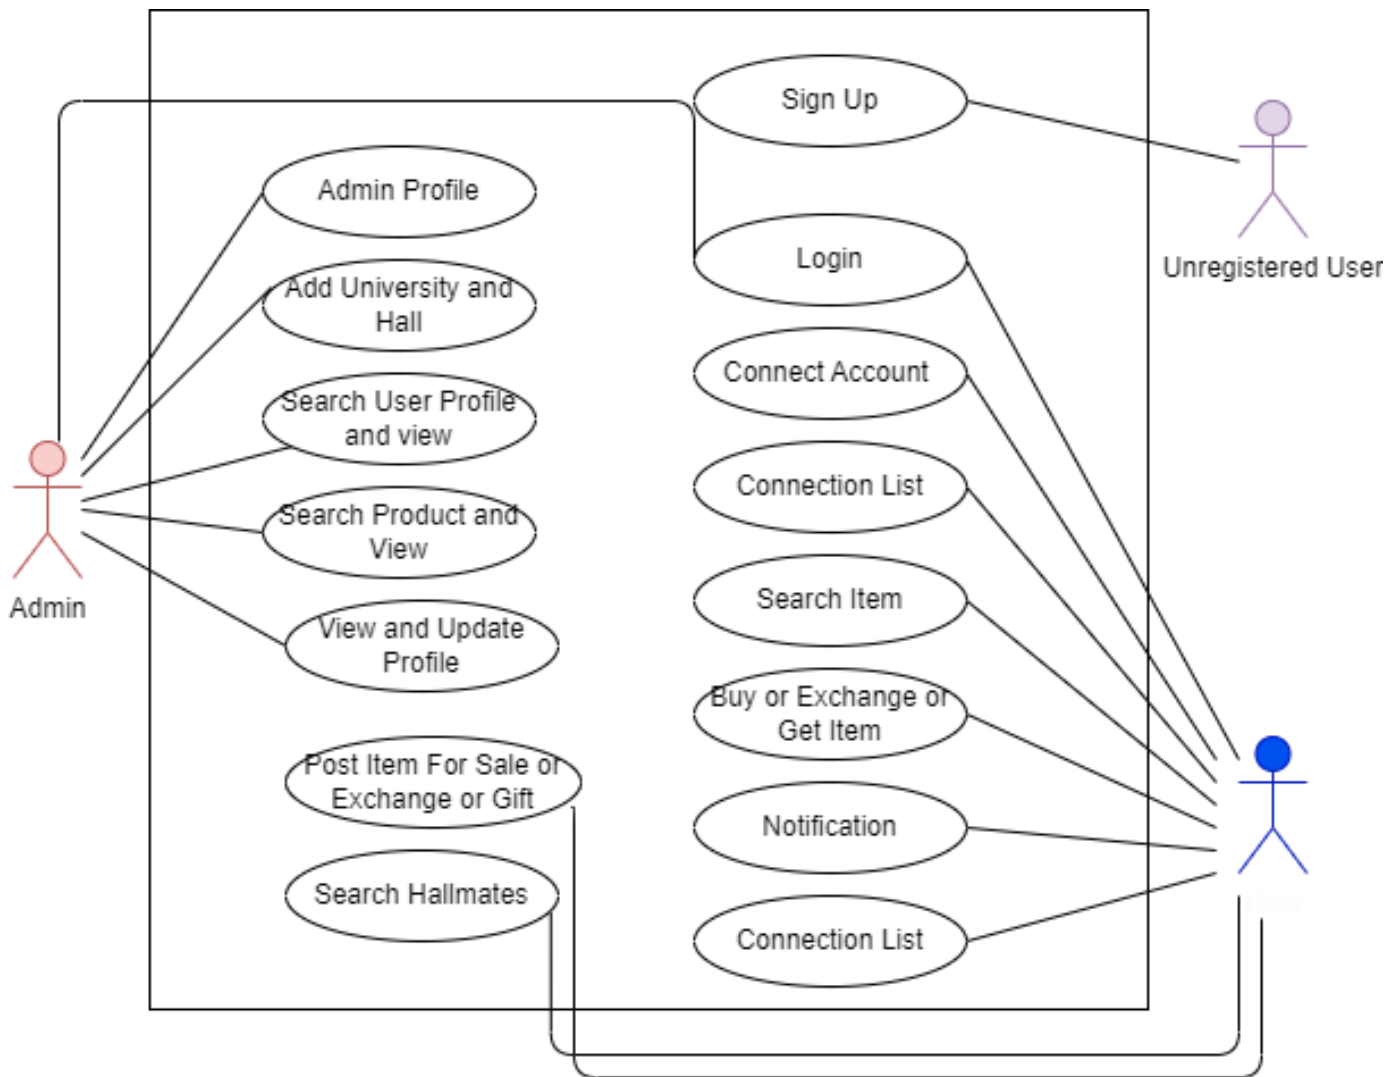 Sign Up
Admin Profile
Login
Unregistered User
Add University and
Hall
Connect Account
Search User Profile
and view
Connection List
Search Product and
View
Search Item
Admin
View and Update
Profile
Buy or Exchange or
Get Item
Post Item For Sale or
Exchange or Gift
Notification
Search Hallmates
Connection List